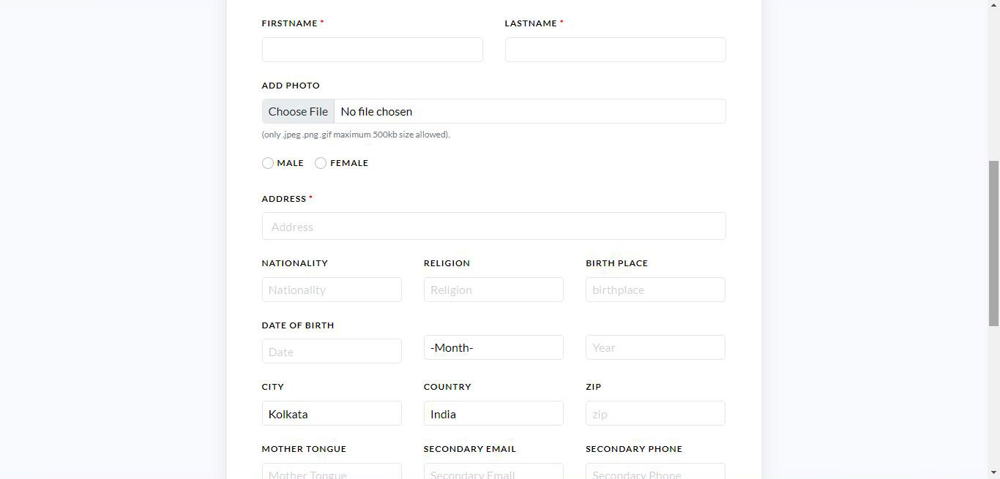 FIRSTNAME * LASTNAME *
ADD PHOTO
Choose File No file chosen
(only .jpeg .png .gif maximum 500kb size allowed).
MALE FEMALE
ADDRESS *
Address
NATIONALITY RELIGION BIRTH PLACE
Nationality Religion birthplace
DATE OF BIRTH
Date -Month- Year
CITY COUNTRY ZIP
Kolkata India zip
MOTHER TONGUE SECONDARY EMAIL SECONDARY PHONE
Mother Tongue Secondary Email Secondary Phone